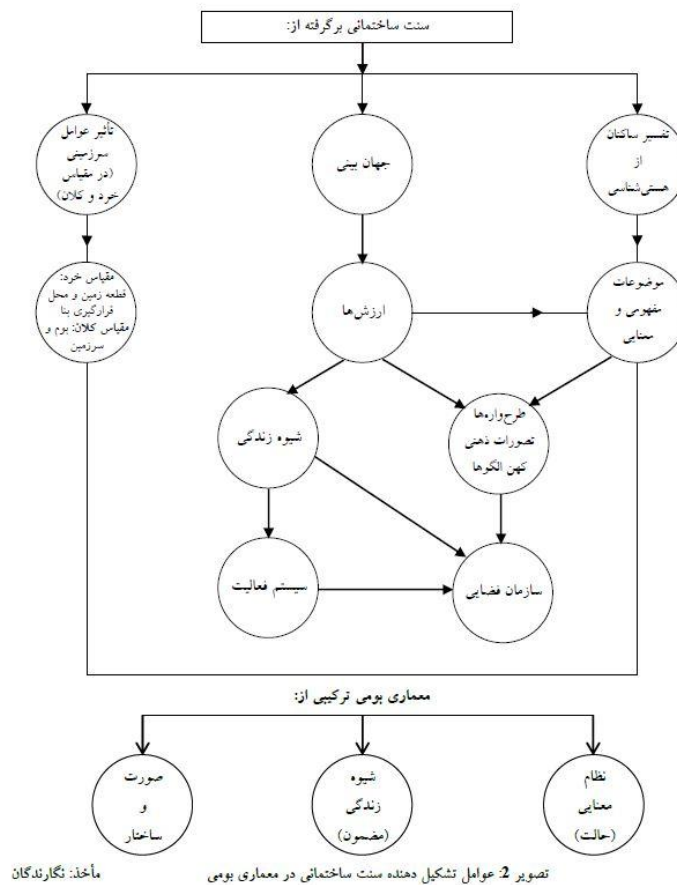 سنت ساختمانی برگرفته از:
تفسیر ساکنان
از
هستی‌شناسی
جهان بینی
تأثیر عوامل
سرزمینی
(در مقیاس
خرد و کلان)
موضوعات
مفهومی و
معنایی
ارزش‌ها
مقیاس خرد:
قطعه زمین و محل
قرارگیری بنا
مقیاس کلان: بوم و
سرزمین
طرح‌واره‌ها
تصورات ذهنی
کهن الگوها
شیوه زندگی
سازمان فضایی
سیستم فعالیت
معماری بومی ترکیبی از:
نظام
معنایی
(حالت)
شیوه
زندگی
(مضمون)
صورت
و
ساختار
تصویر 2: عوامل تشکیل دهنده سنت ساختمانی در معماری بومی
مأخذ: نگارندگان